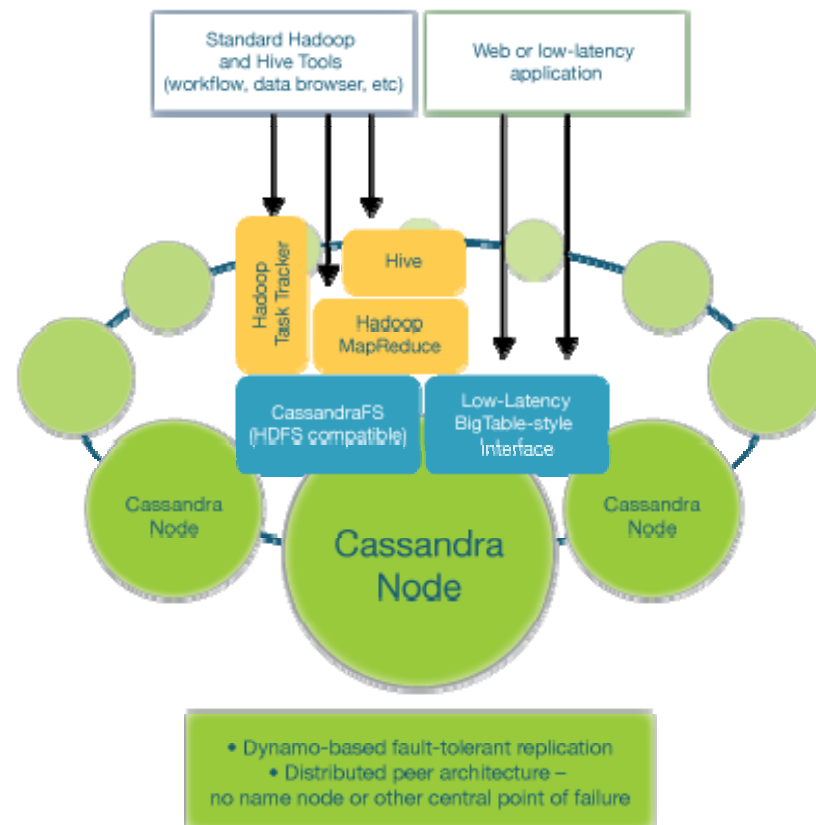 Standard Hadoop
and Hive Tools
(workflow, data browser, etc)
Web or low-latency
application
Hadoop
Task Tracker
Hive
Hadoop
MapReduce
CassandraFS
(HDFS compatible)
Low-Latency
BigTable-style
Interface
Cassandra
Node
Cassandra
Node
Cassandra
Node
• Dynamo-based fault-tolerant replication
• Distributed peer architecture –
no name node or other central point of failure